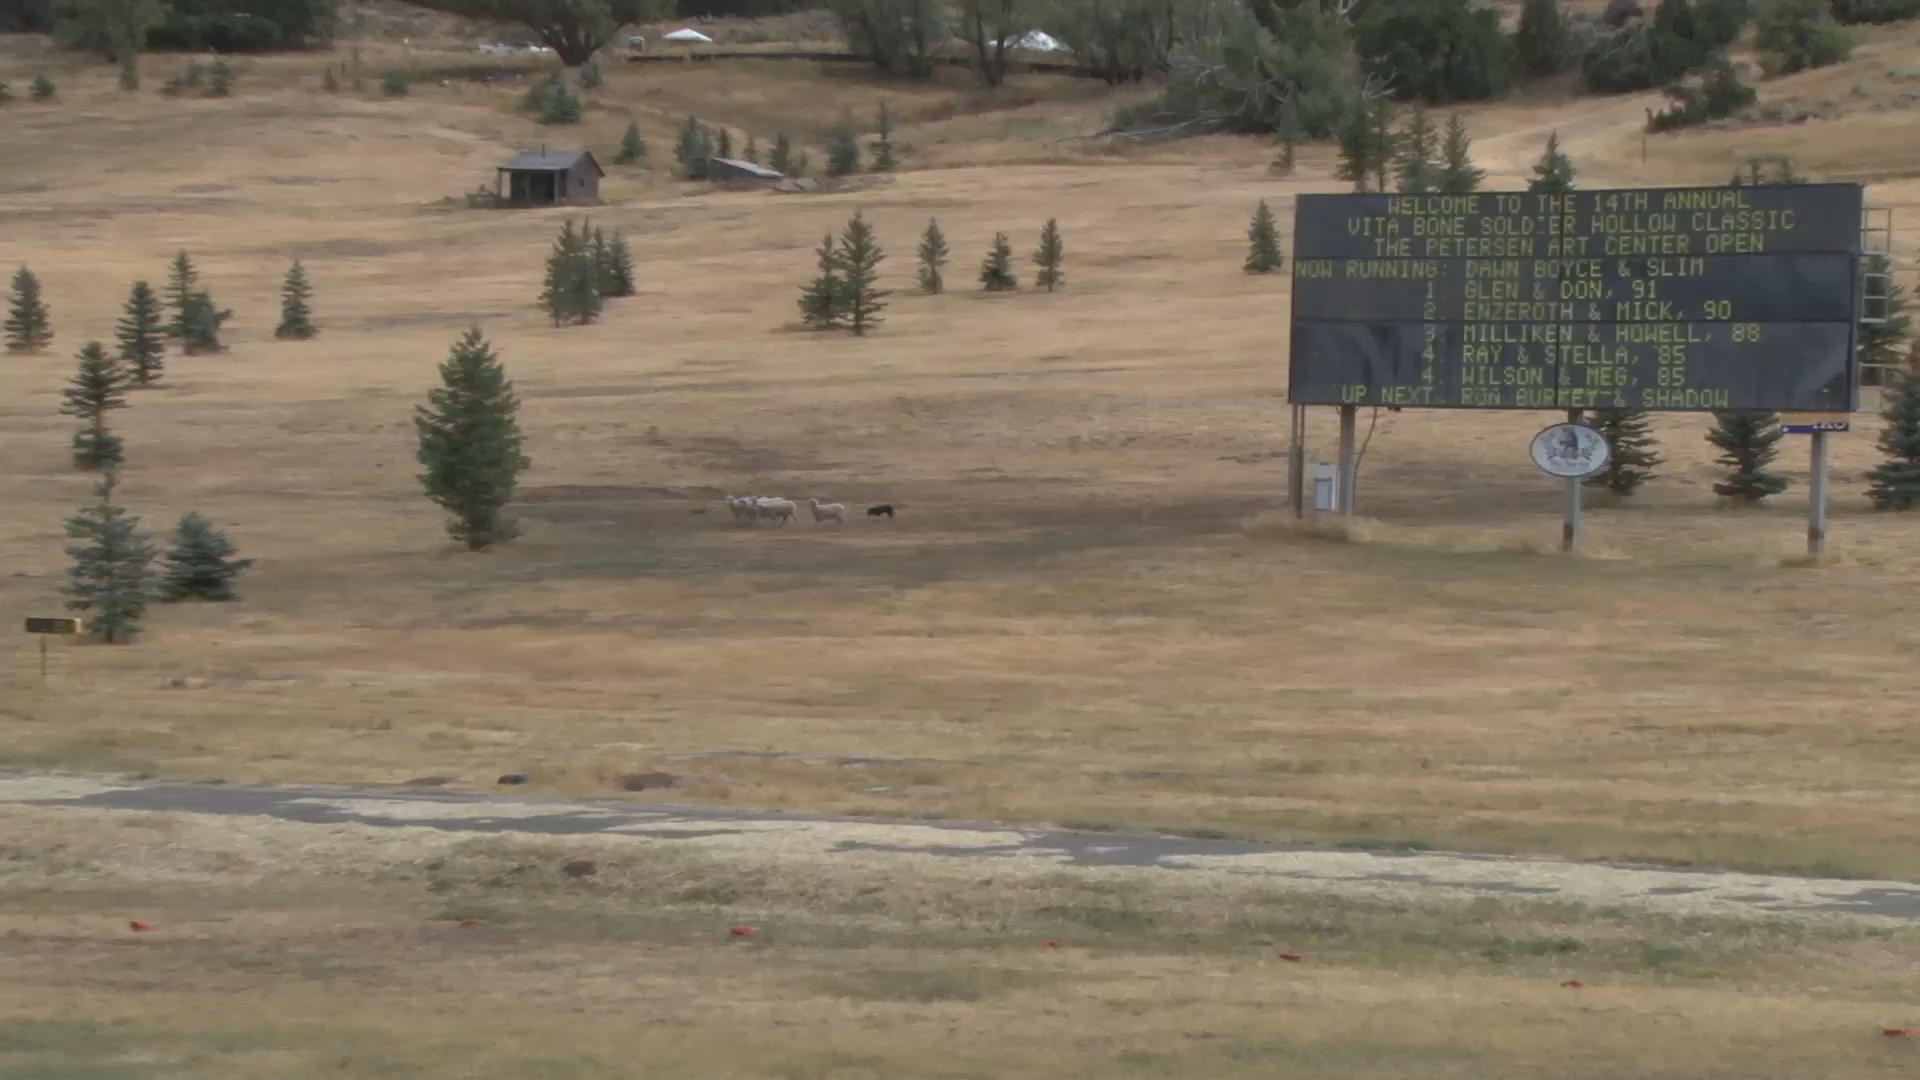 WELCOME TO THE 14TH ANNUAL
VITA BONE SOLDIER HOLLOW CLASSIC
THE PETERSEN ART CENTER OPEN
NOW RUNNING: DAWN BOYCE & SLIM
1. GLEN & DON, 91
2. ENZEROTH & MICK, 90
3. MILLIKEN & HOWELL, 88
4. RAY & STELLA, 85
4. WILSON & MEG, 85
UP NEXT: RON BURKEY & SHADOW